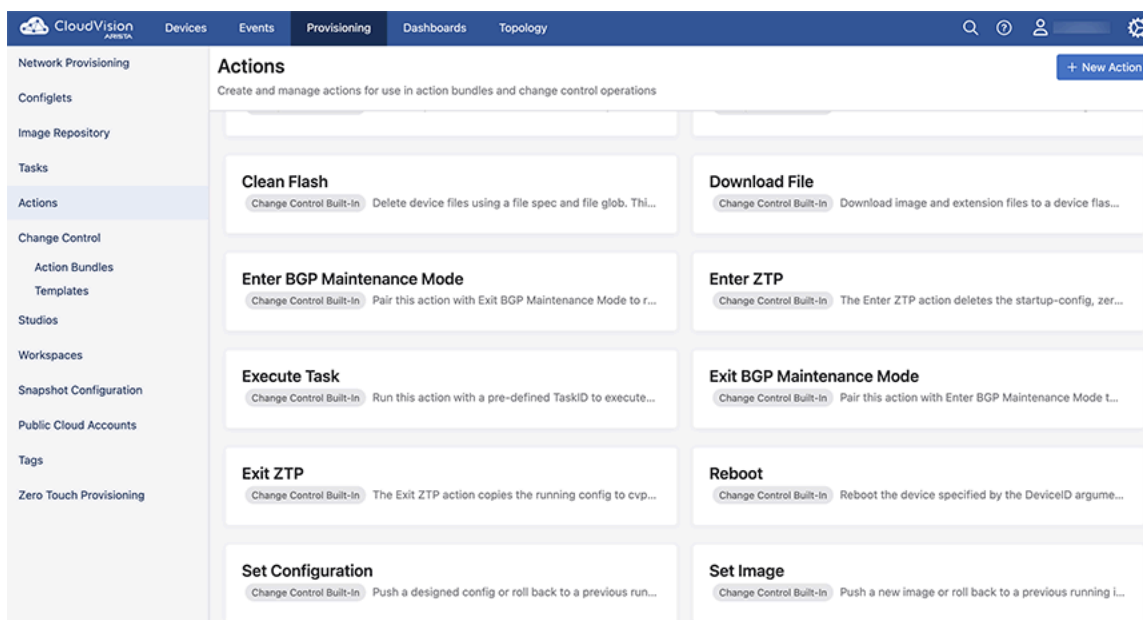 CloudVision
ARISTA
Devices
Events
Provisioning
Dashboards
Topology
Network Provisioning
Configlets
Image Repository
Tasks
Actions
Change Control
Action Bundles
Templates
Studios
Workspaces
Snapshot Configuration
Public Cloud Accounts
Tags
Zero Touch Provisioning
Actions
+ New Action
Create and manage actions for use in action bundles and change control operations
Clean Flash
Change Control Built-In Delete device files using a file spec and file glob. Thi...
Download File
Change Control Built-In Download image and extension files to a device flas...
Enter BGP Maintenance Mode
Change Control Built-In Pair this action with Exit BGP Maintenance Mode to r...
Enter ZTP
Change Control Built-In The Enter ZTP action deletes the startup-config, zer...
Execute Task
Change Control Built-In Run this action with a pre-defined TaskID to execute...
Exit BGP Maintenance Mode
Change Control Built-In Pair this action with Enter BGP Maintenance Mode t...
Exit ZTP
Change Control Built-In The Exit ZTP action copies the running config to cvp...
Reboot
Change Control Built-In Reboot the device specified by the DeviceID argume...
Set Configuration
Change Control Built-In Push a designed config or roll back to a previous run...
Set Image
Change Control Built-In Push a new image or roll back to a previous running i...